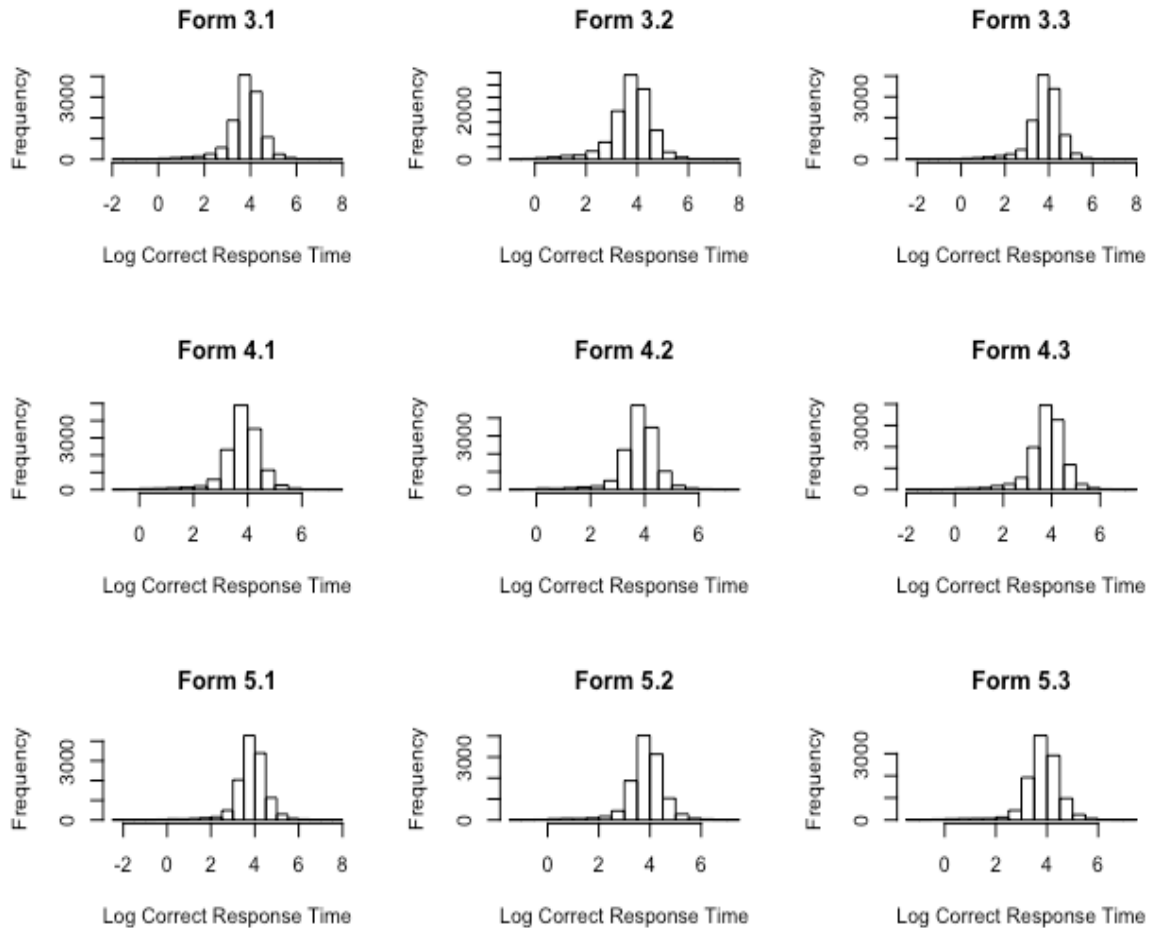 Form 3.1 Form 3.2 Form 3.3
Frequency Frequency Frequency
3000 2000 3000
0 0 0
-2 0 2 4 6 8 0 2 4 6 8 -2 0 2 4 6 8
Log Correct Response Time Log Correct Response Time Log Correct Response Time
Form 4.1 Form 4.2 Form 4.3
Frequency Frequency Frequency
3000 3000 3000
0 0 0
0 2 4 6 0 2 4 6 -2 0 2 4 6
Log Correct Response Time Log Correct Response Time Log Correct Response Time
Form 5.1 Form 5.2 Form 5.3
Frequency Frequency Frequency
3000 3000 3000
0 0 0
-2 0 2 4 6 8 0 2 4 6 0 2 4 6
Log Correct Response Time Log Correct Response Time Log Correct Response Time